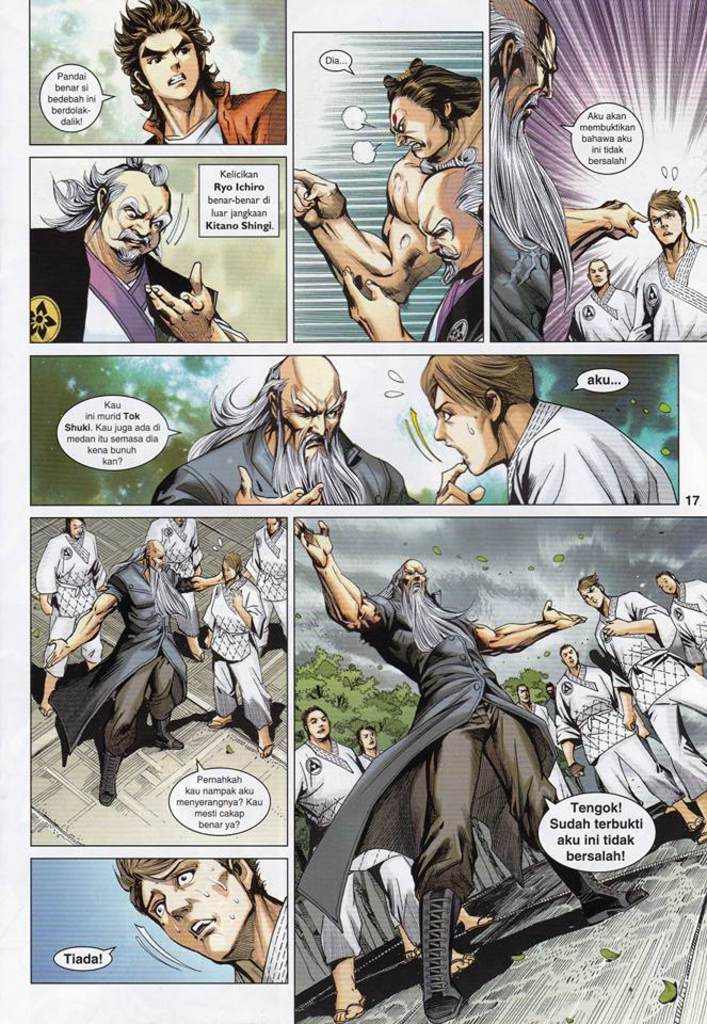 Pandai
benar si
bedebah ini
berdolak-
dalik!
Kelicikan
Ryo Ichiro
benar-benar di
luar jangkaan
Kitano Shingi.
Dia...
Aku akan
membuktikan
bahawa aku
ini tidak
bersalah!
Kau
ini murid Tok
Shuki. Kau juga ada di
medan itu semasa dia
kena bunuh
kan?
aku...
17
Pernahkah
kau nampak aku
menyerangnya? Kau
mesti cakap
benar ya?
Tiada!
Tengok!
Sudah terbukti
aku ini tidak
bersalah!